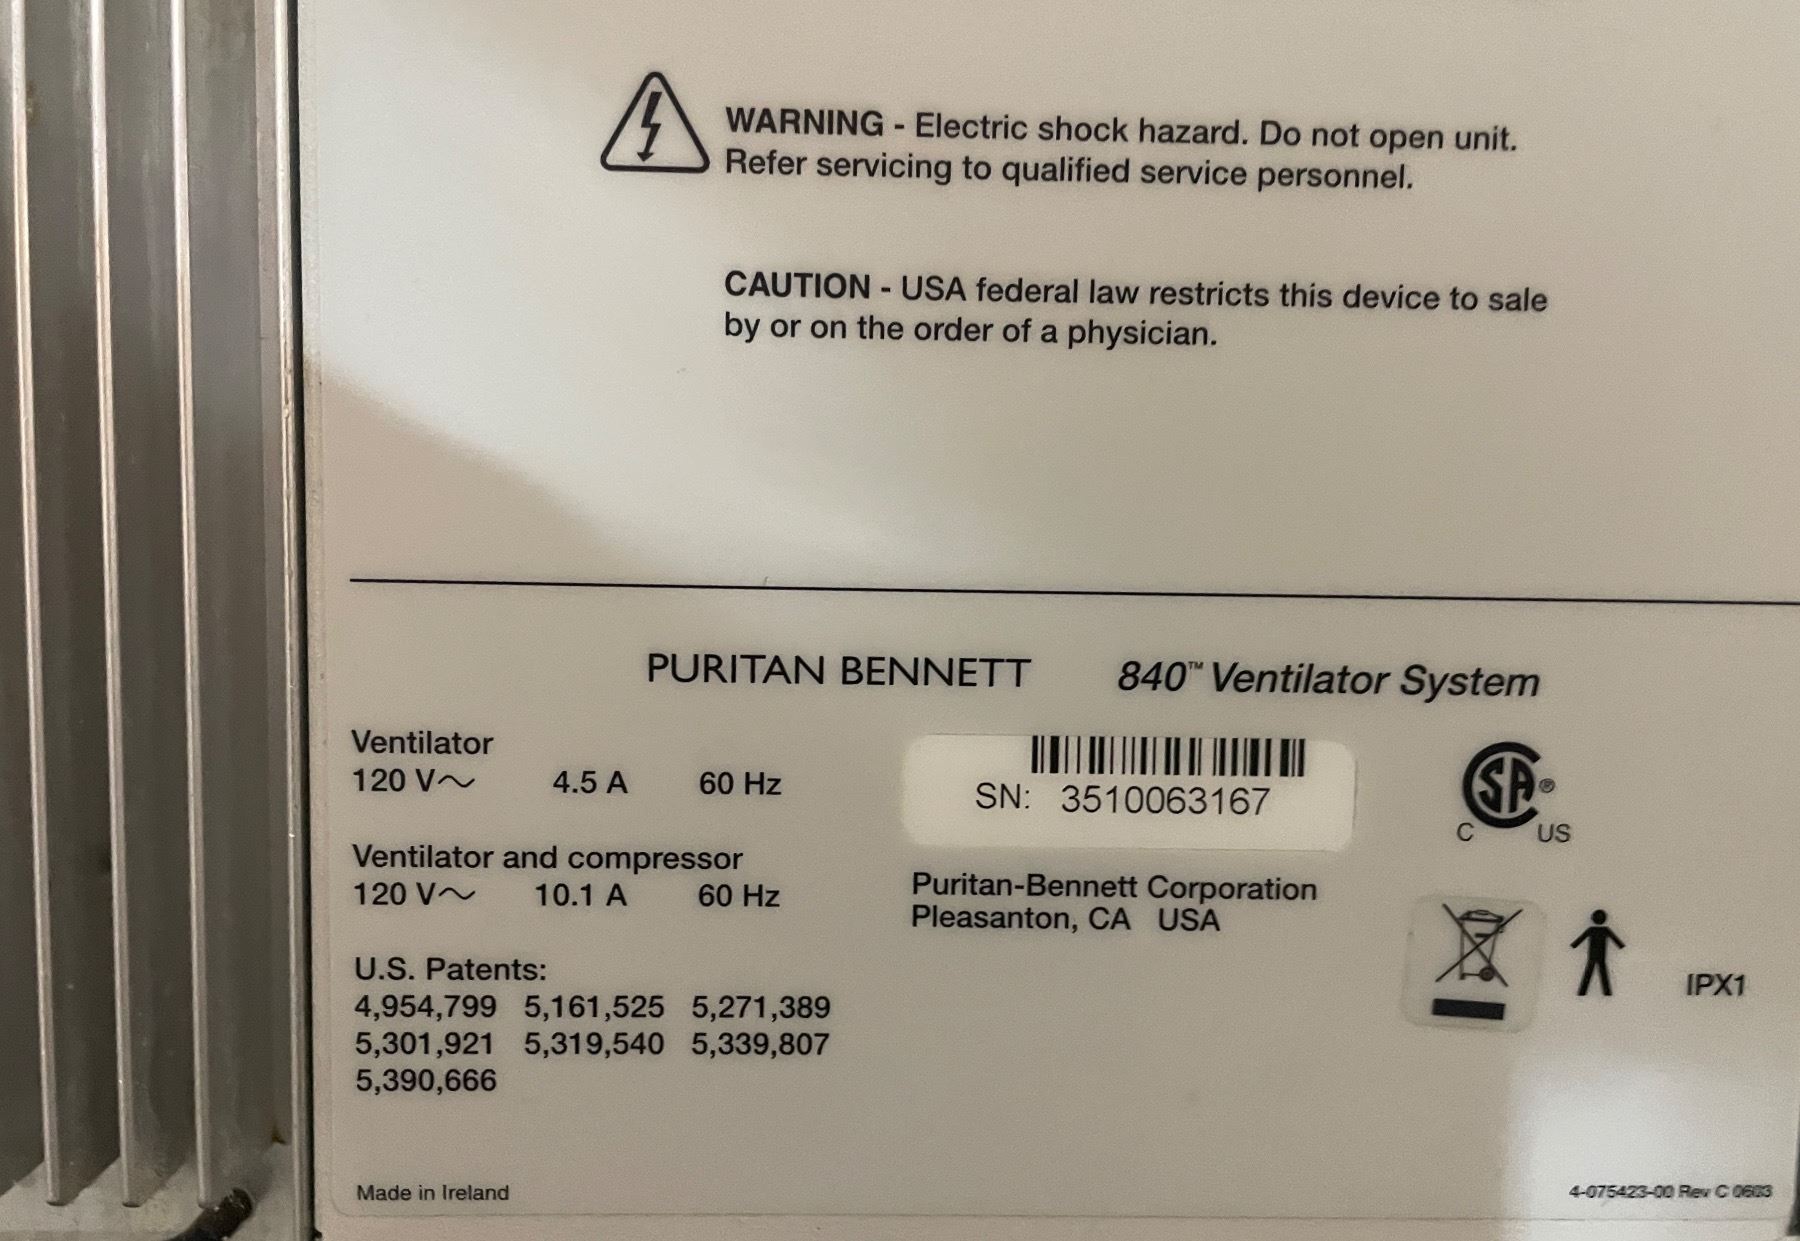 WARNING - Electric shock hazard. Do not open unit.
Refer servicing to qualified service personnel.
CAUTION - USA federal law restricts this device to sale
by or on the order of a physician.
PURITAN BENNETT 840™ Ventilator System
Ventilator
120 V~ 4.5 A 60 Hz
SN: 3510063167
SA®
C US
Ventilator and compressor
120 V~ 10.1 A 60 Hz
Puritan-Bennett Corporation
Pleasanton, CA USA
U.S. Patents:
4,954,799 5,161,525 5,271,389
5,301,921 5,319,540 5,339,807
5,390,666
IPX1
Made in Ireland
4-075423-00 Rev C 0603